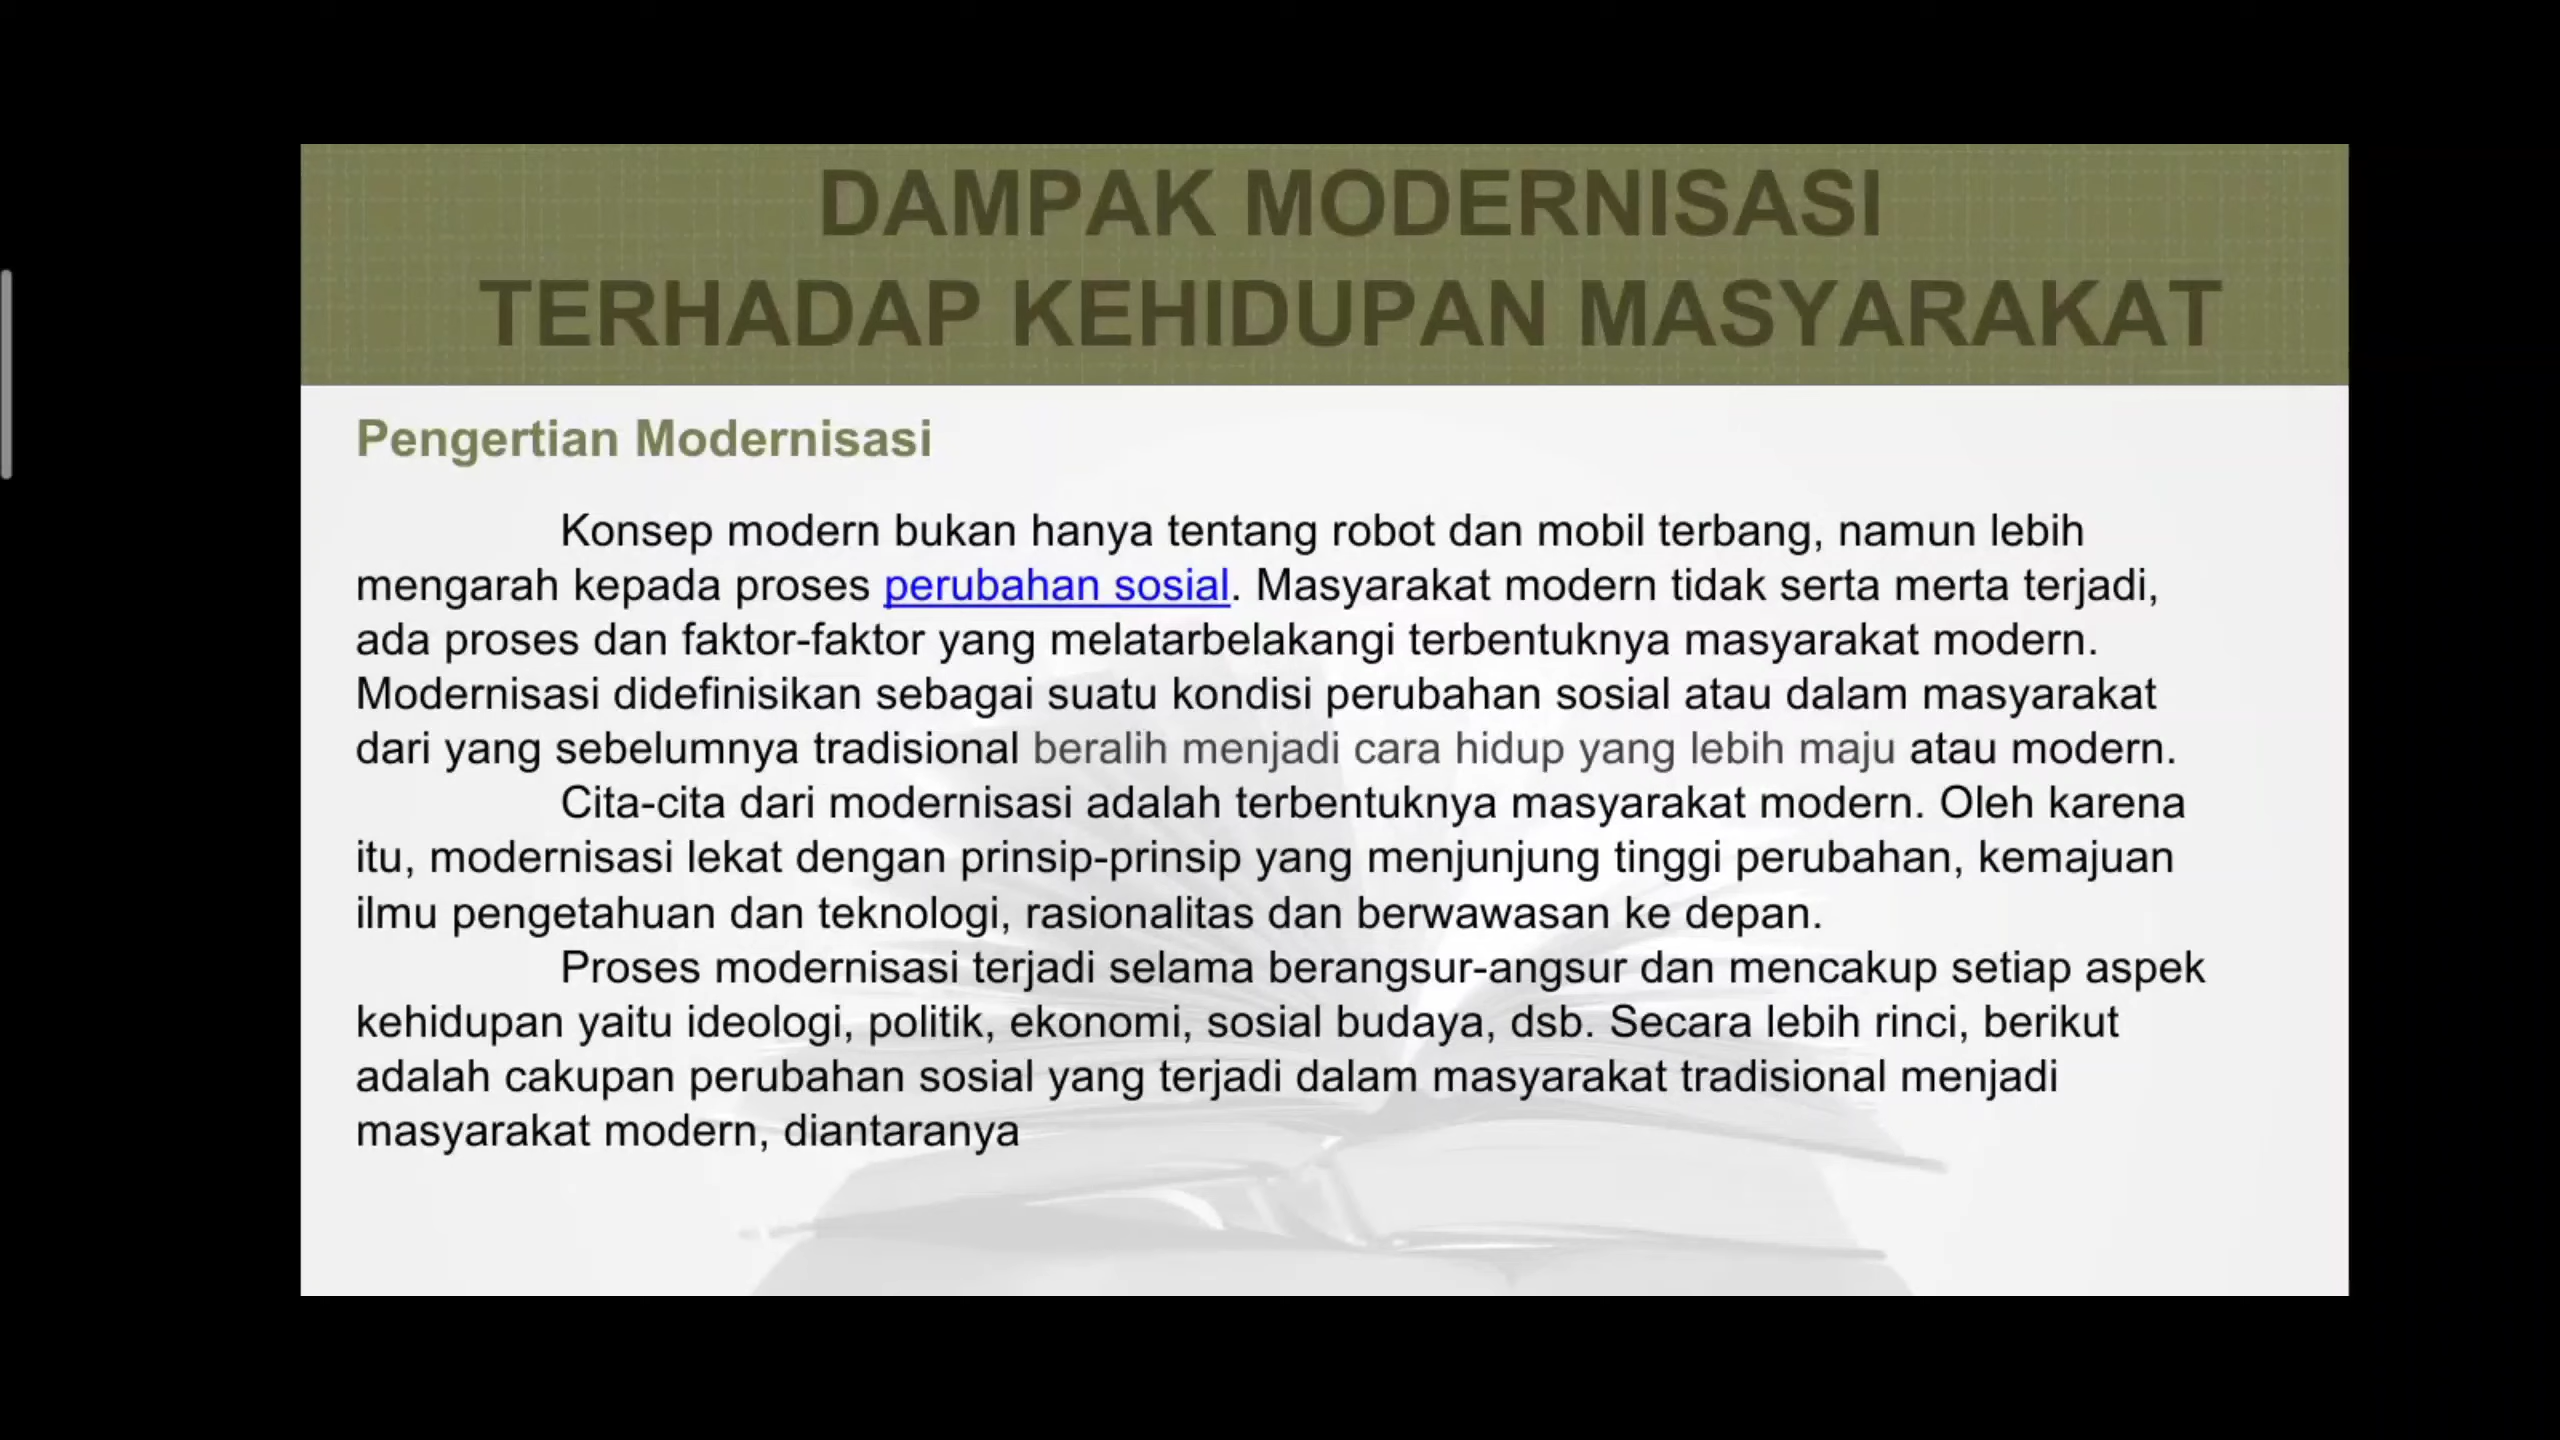 DAMPAK MODERNISASI
TERHADAP KEHIDUPAN MASYARAKAT
Pengertian Modernisasi
Konsep modern bukan hanya tentang robot dan mobil terbang, namun lebih
mengarah kepada proses perubahan sosial. Masyarakat modern tidak serta merta terjadi,
ada proses dan faktor-faktor yang melatarbelakangi terbentuknya masyarakat modern.
Modernisasi didefinisikan sebagai suatu kondisi perubahan sosial atau dalam masyarakat
dari yang sebelumnya tradisional beralih menjadi cara hidup yang lebih maju atau modern.
Cita-cita dari modernisasi adalah terbentuknya masyarakat modern. Oleh karena
itu, modernisasi lekat dengan prinsip-prinsip yang menjunjung tinggi perubahan, kemajuan
ilmu pengetahuan dan teknologi, rasionalitas dan berwawasan ke depan.
Proses modernisasi terjadi selama berangsur-angsur dan mencakup setiap aspek
kehidupan yaitu ideologi, politik, ekonomi, sosial budaya, dsb. Secara lebih rinci, berikut
adalah cakupan perubahan sosial yang terjadi dalam masyarakat tradisional menjadi
masyarakat modern, diantaranya